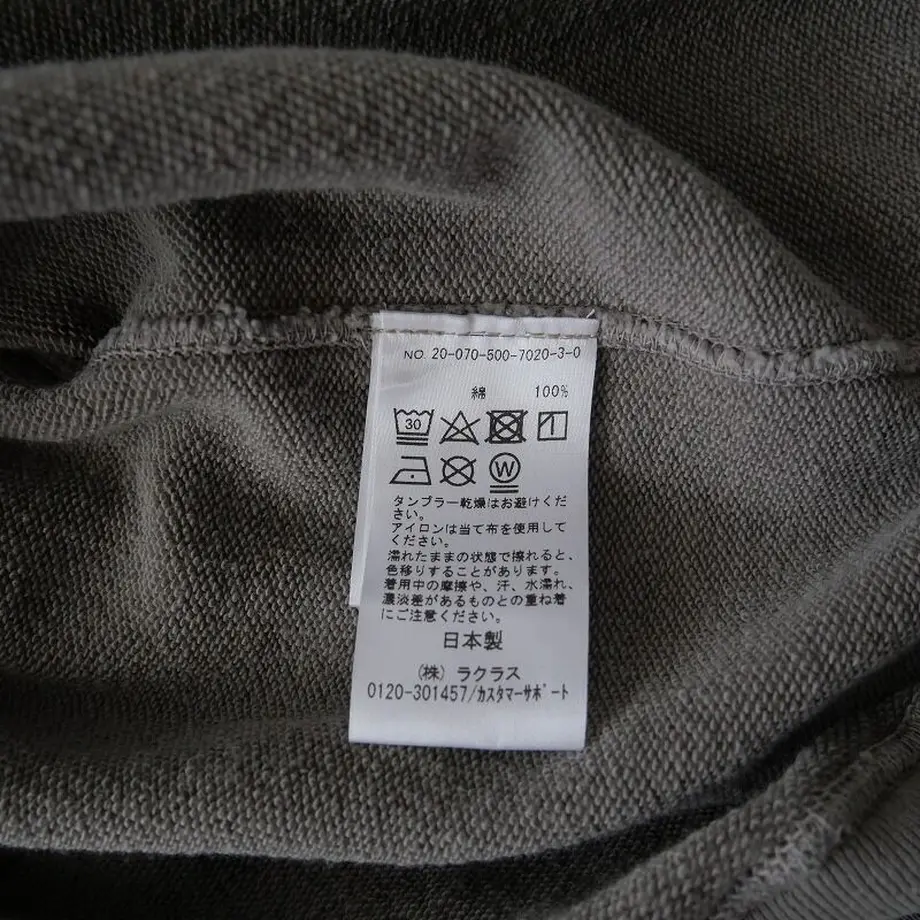 NO. 20-070-500-7020-3-0
綿 100%
30
W
タンブラー乾燥はお避けくだ
さい。
アイロンは当て布を使用して
ください。
濡れたままの状態で擦れると、
色移りすることがあります。
着用中の摩擦や、汗、水濡れ、
濃淡差があるものとの重ね着
にご注意ください。
日本製
(株) ラクラス
0120-301457/カスタマーサポート